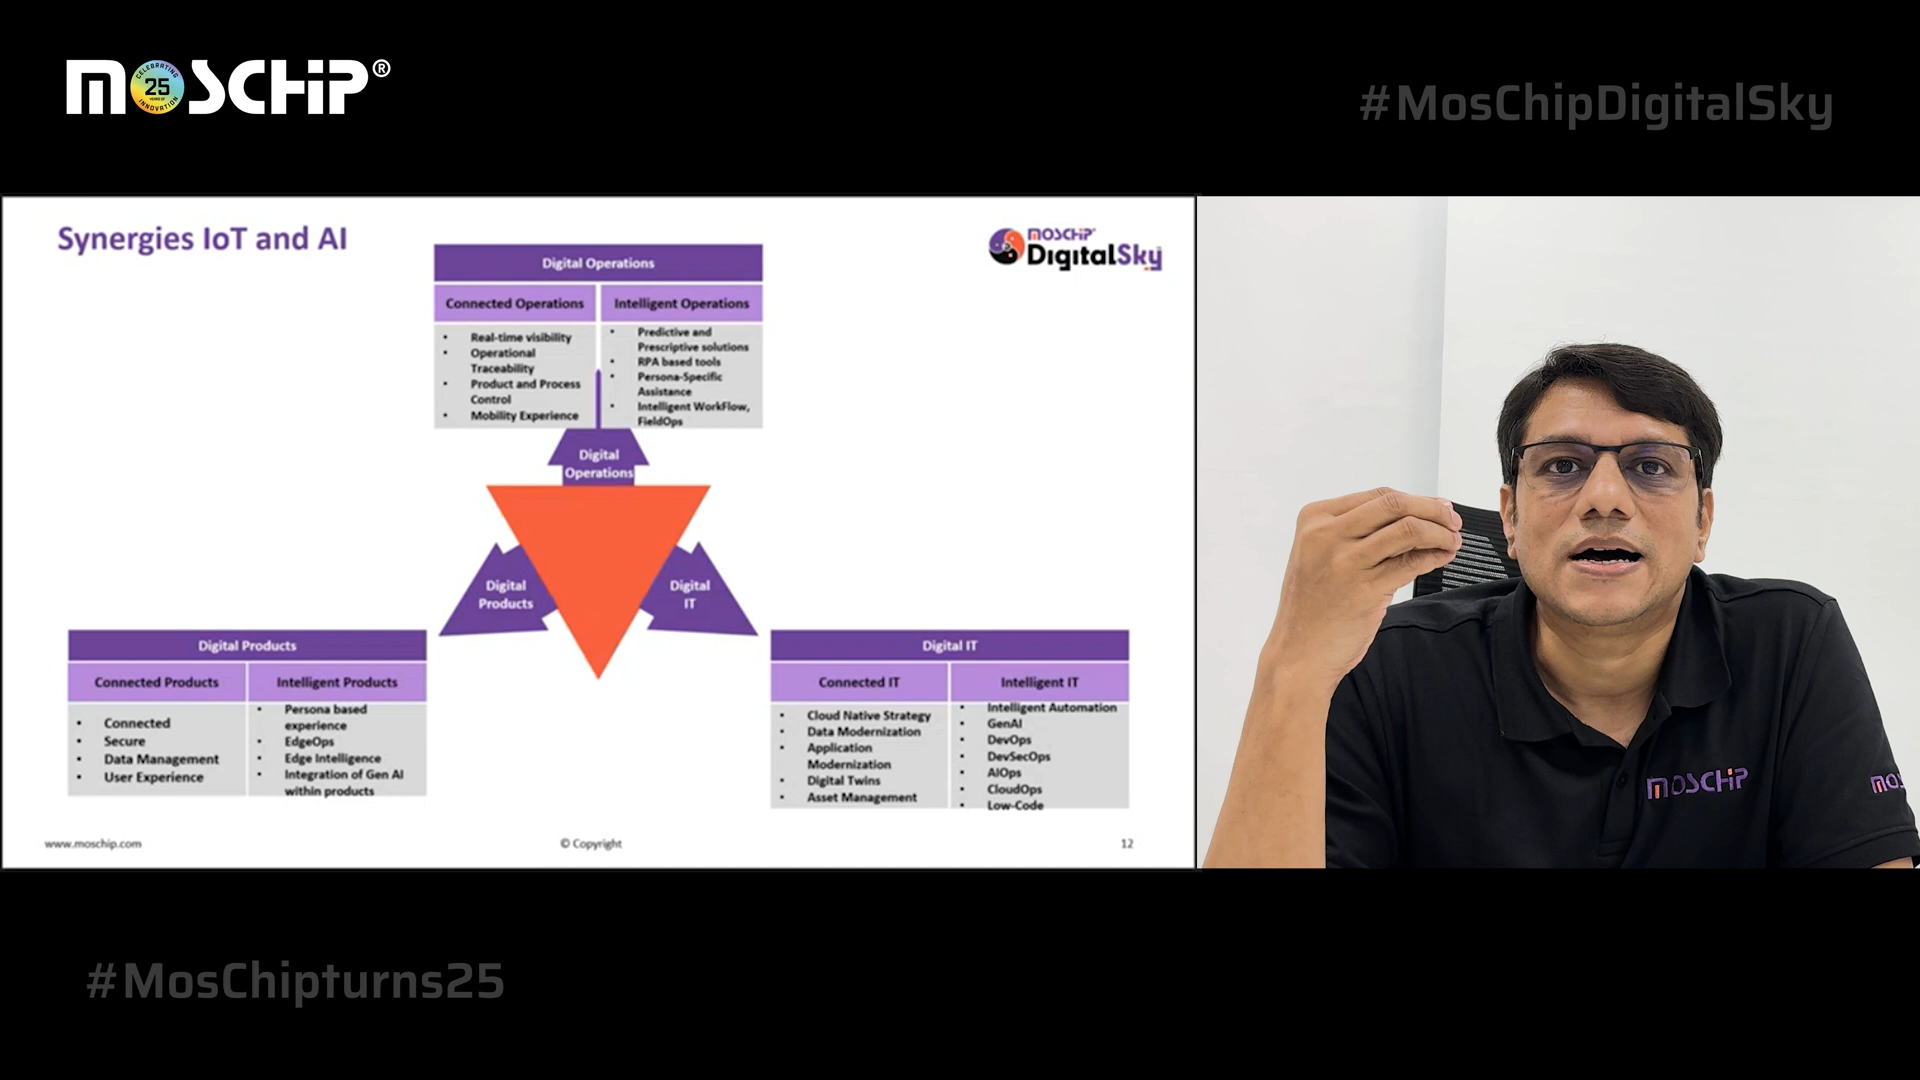 MOSCHIP®
CELEBRATING
25
YEARS OF
INNOVATION
#MosChipDigitalSky
Synergies IoT and AI
MOSCHIP®
DigitalSky
Digital Operations
Connected Operations
• Real-time visibility
• Operational
Traceability
• Product and Process
Control
• Mobility Experience
Intelligent Operations
• Predictive and
Prescriptive solutions
• RPA based tools
• Persona-Specific
Assistance
• Intelligent WorkFlow,
FieldOps
Digital
Operations
Digital
Products
Digital
IT
Digital Products
Connected Products
• Connected
• Secure
• Data Management
• User Experience
Intelligent Products
• Persona based
experience
• EdgeOps
• Edge Intelligence
• Integration of Gen AI
within products
Digital IT
Connected IT
• Cloud Native Strategy
• Data Modernization
• Application
Modernization
• Digital Twins
• Asset Management
Intelligent IT
• Intelligent Automation
• GenAI
• DevOps
• DevSecOps
• AIOps
• CloudOps
• Low-Code
www.moschip.com
© Copyright
12
MOSCHIP
MOS
#MosChipturns25